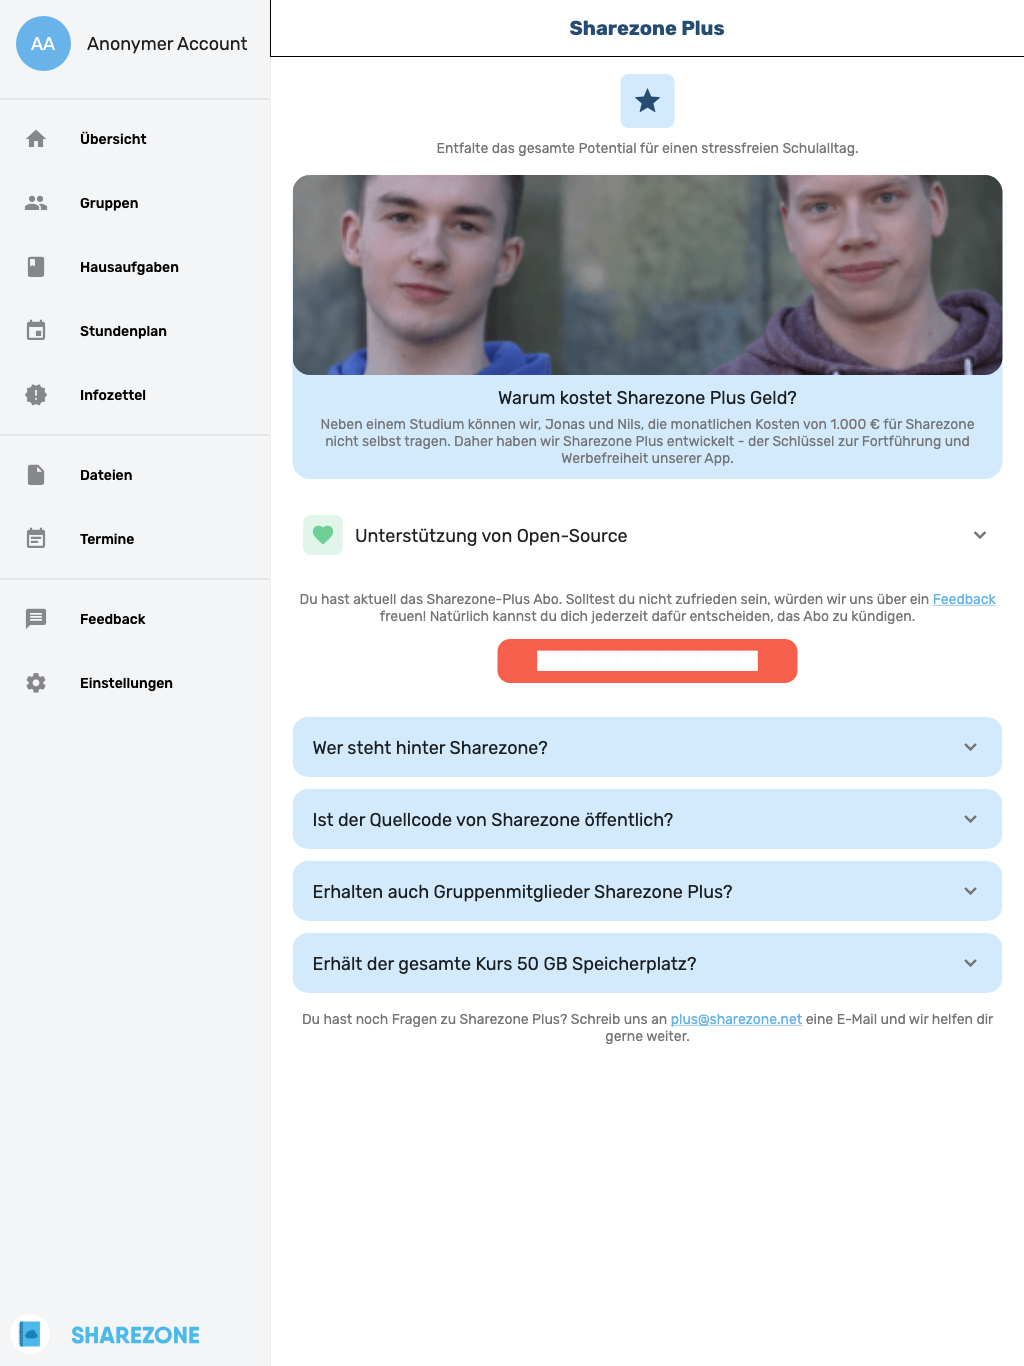 AA
Anonymer Account
Übersicht
Gruppen
Hausaufgaben
Stundenplan
Infozettel
Dateien
Termine
Feedback
Einstellungen
SHAREZONE
Sharezone Plus
Entfalte das gesamte Potential für einen stressfreien Schulalltag.
Warum kostet Sharezone Plus Geld?
Neben einem Studium können wir, Jonas und Nils, die monatlichen Kosten von 1.000 € für Sharezone
nicht selbst tragen. Daher haben wir Sharezone Plus entwickelt - der Schlüssel zur Fortführung und
Werbefreiheit unserer App.
Unterstützung von Open-Source
Du hast aktuell das Sharezone-Plus Abo. Solltest du nicht zufrieden sein, würden wir uns über ein Feedback
freuen! Natürlich kannst du dich jederzeit dafür entscheiden, das Abo zu kündigen.
Wer steht hinter Sharezone?
Ist der Quellcode von Sharezone öffentlich?
Erhalten auch Gruppenmitglieder Sharezone Plus?
Erhält der gesamte Kurs 50 GB Speicherplatz?
Du hast noch Fragen zu Sharezone Plus? Schreib uns an plus@sharezone.net eine E-Mail und wir helfen dir
gerne weiter.